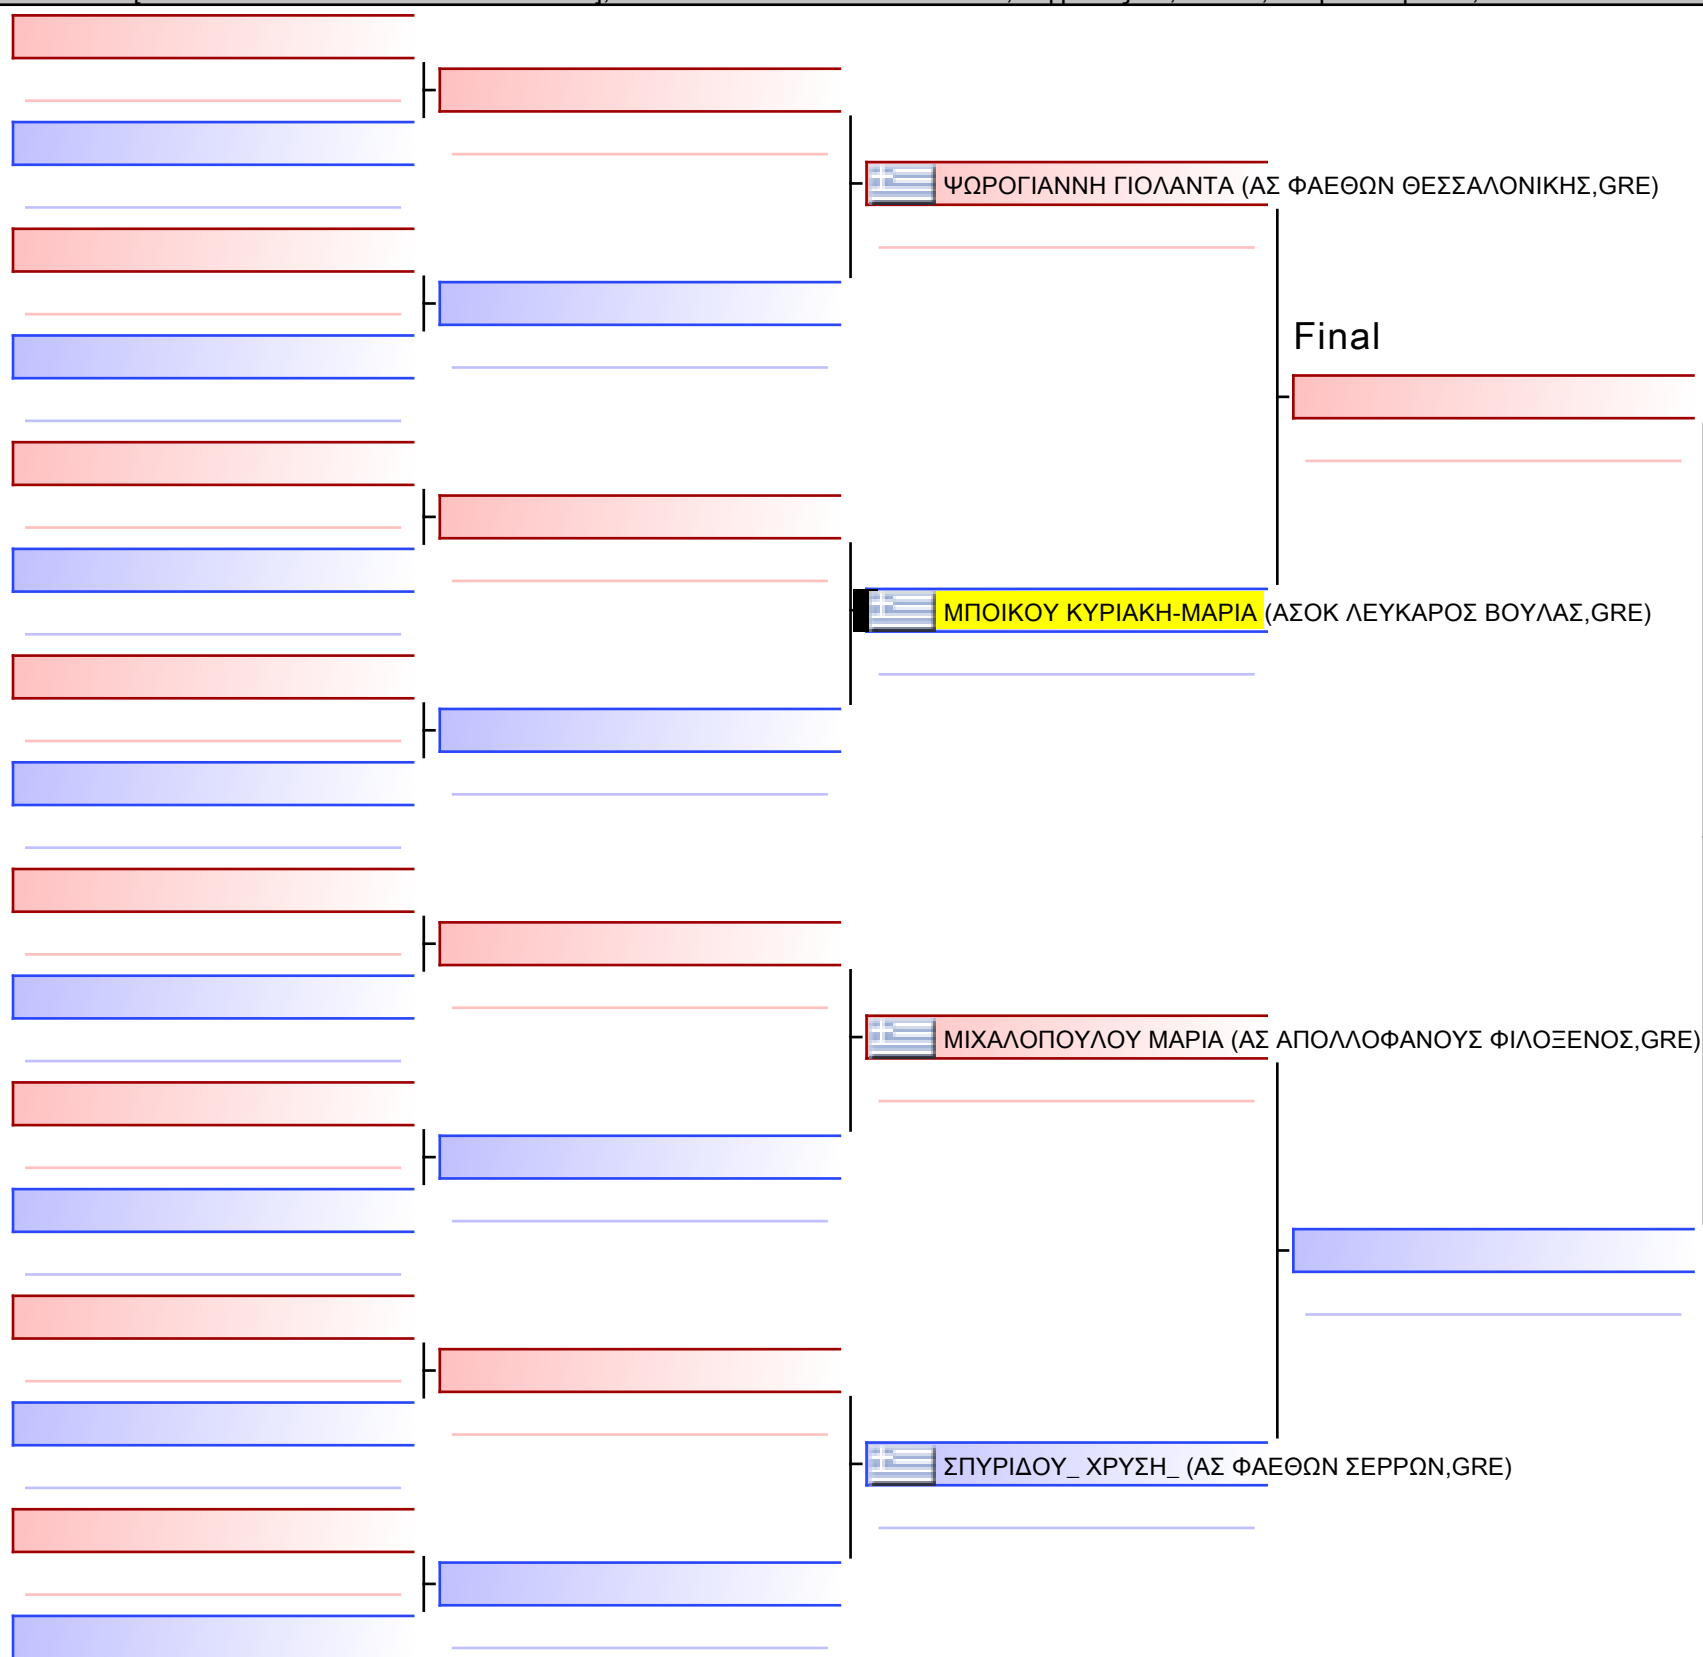 ΨΩΡΟΓΙΑΝΝΗ ΓΙΟΛΑΝΤΑ (ΑΣ ΦΑΕΘΩΝ ΘΕΣΣΑΛΟΝΙΚΗΣ,GRE)
Final
ΜΠΟΙΚΟΥ ΚΥΡΙΑΚΗ-ΜΑΡΙΑ (ΑΣΟΚ ΛΕΥΚΑΡΟΣ ΒΟΥΛΑΣ,GRE)
ΜΙΧΑΛΟΠΟΥΛΟΥ ΜΑΡΙΑ (ΑΣ ΑΠΟΛΛΟΦΑΝΟΥΣ ΦΙΛΟΞΕΝΟΣ,GRE)
ΣΠΥΡΙΔΟΥ_ ΧΡΥΣΗ_ (ΑΣ ΦΑΕΘΩΝ ΣΕΡΡΩΝ,GRE)